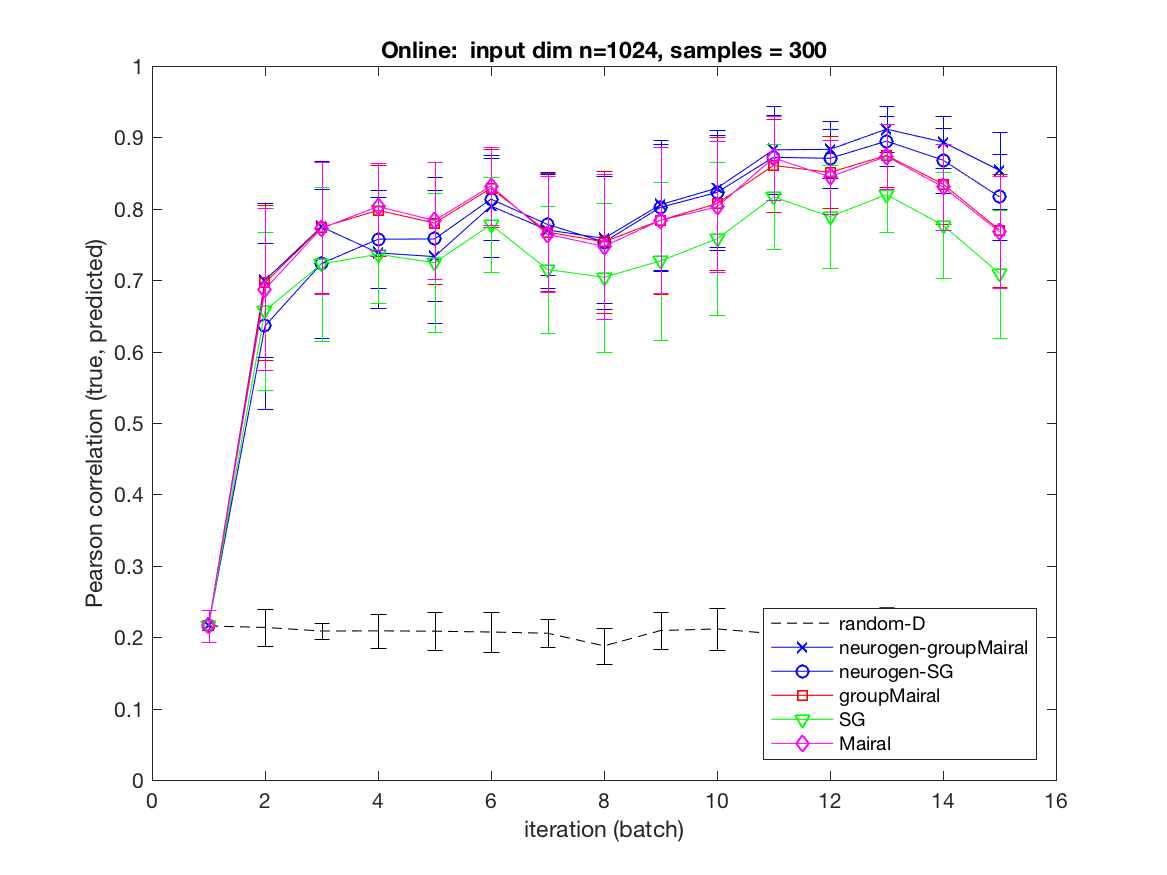 Online:  input dim n=1024, samples = 300
Pearson correlation (true, predicted)
1
0.9
0.8
0.7
0.6
0.5
0.4
0.3
0.2
0.1
0
random-D
neurogen-groupMairal
neurogen-SG
groupMairal
SG
Mairal
0 2 4 6 8 10 12 14 16
iteration (batch)